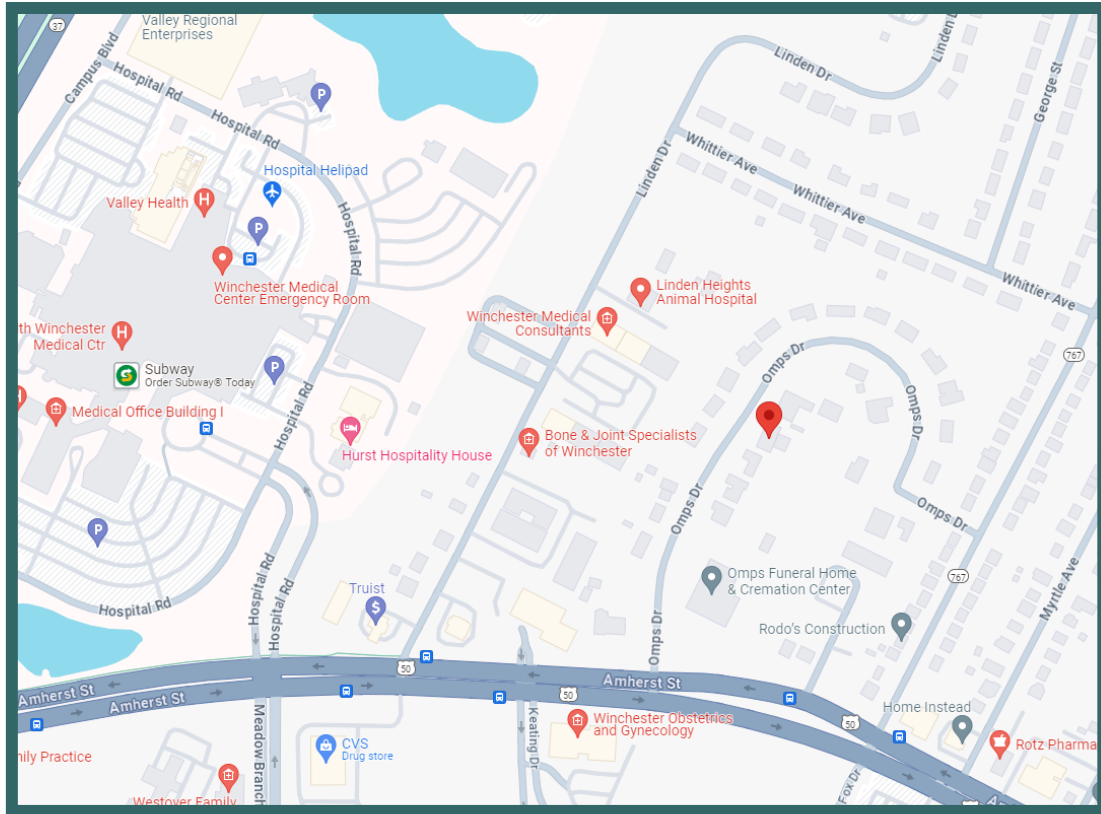 37
Valley Regional
Enterprises
Campus Blvd
Hospital Rd
Hospital Rd
Hospital Rd
P
Hospital Helipad
Valley Health
H
P
Winchester Medical
Center Emergency Room
th Winchester
Medical Ctr
H
Subway
Order Subway® Today
P
H
Medical Office Building I
Hospital Rd
Hurst Hospitality House
P
Hospital Rd
Hospital Rd
Hospital Rd
Truist
$
Linden Dr
Linden Dr
Linden Dr
George St
Whittier Ave
Whittier Ave
Whittier Ave
Linden Heights
Animal Hospital
Winchester Medical
Consultants
767
Omps Dr
Omps Dr
Bone & Joint Specialists
of Winchester
Omps Dr
Omps Dr
Omps Funeral Home
& Cremation Center
767
Myrtle Ave
Rodo's Construction
Omps Dr
50
Amherst St
Amherst St
Amherst St
50
50
Home Instead
Winchester Obstetrics
and Gynecology
Rotz Pharma
Keating Dr
Meadow Branch
CVS
Drug store
mily Practice
Westover Family
Fox Dr